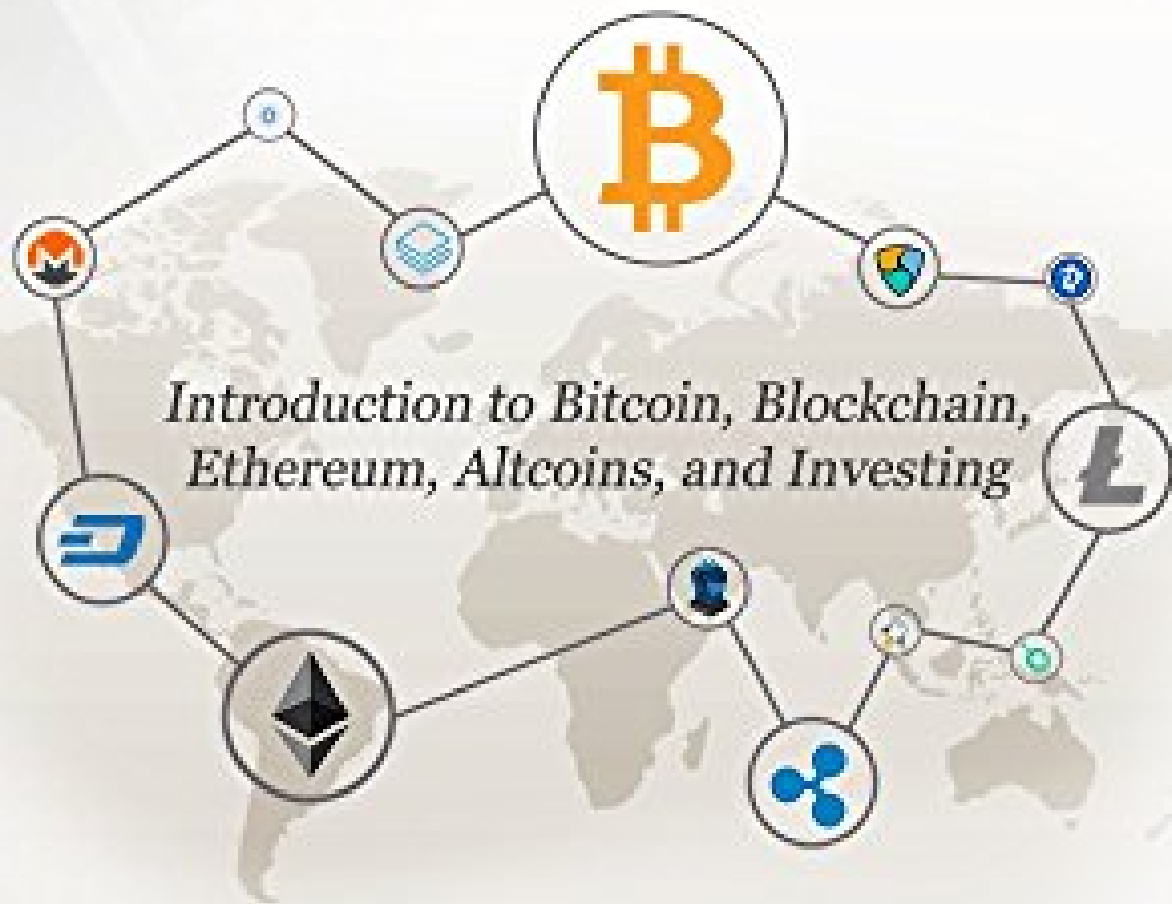 Introduction to Bitcoin, Blockchain,
Ethereum, Altcoins, and Investing